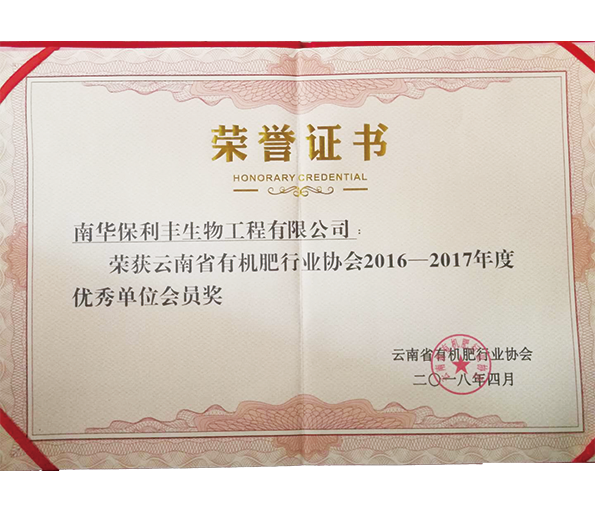 荣誉证书
HONORARY CREDENTIAL
南华保利丰生物工程有限公司：
荣获云南省有机肥行业协会2016—2017年度
优秀单位会员奖
云南省有机肥行业协会
二〇一八年四月